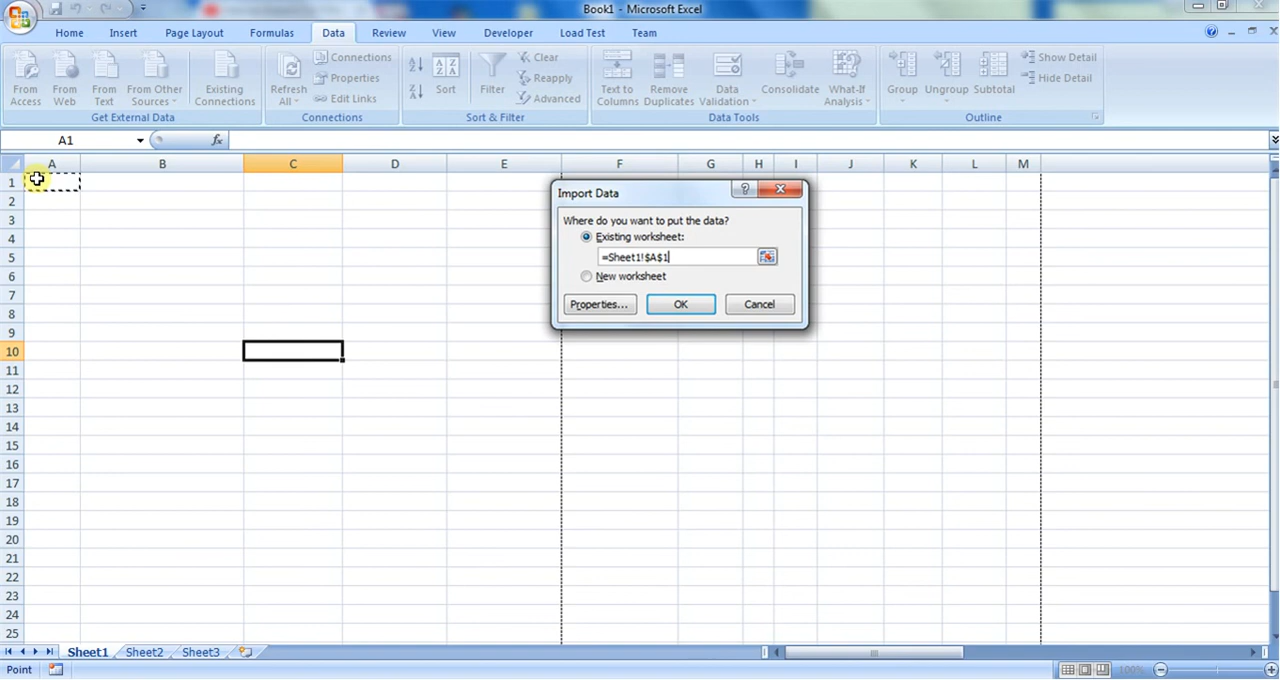 Book1 - Microsoft Excel
Home Insert Page Layout Formulas Data Review View Developer Load Test Team
From Access
From Web
From Text
From Other Sources
Existing Connections
Get External Data
Refresh All
Connections
Properties
Edit Links
Connections
Sort
Filter
Clear
Reapply
Advanced
Sort & Filter
Text to Columns
Remove Duplicates
Data Validation
Consolidate
What-If Analysis
Data Tools
Group
Ungroup
Subtotal
Show Detail
Hide Detail
Outline
A1 fx
A B C D E F G H I J K L M
1
2
3
4
5
6
7
8
9
10
11
12
13
14
15
16
17
18
19
20
21
22
23
24
25
Import Data
Where do you want to put the data?
Existing worksheet:
=Sheet1!$A$1
New worksheet
Properties... OK Cancel
Sheet1 Sheet2 Sheet3
Point 100%